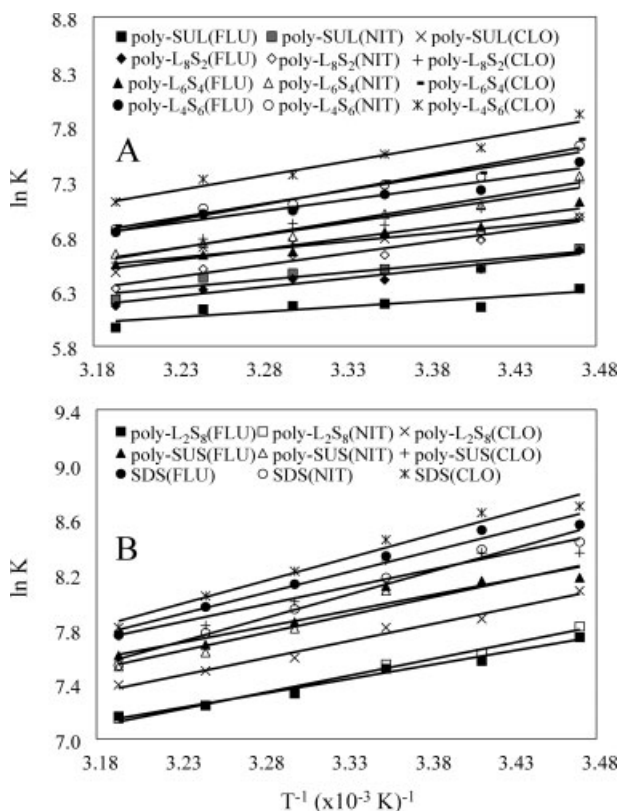 8.8
8.3
7.8
7.3
6.8
6.3
5.8
ln K
A
poly-SUL(FLU) poly-SUL(NIT) poly-SUL(CLO)
poly-L₈S₂(FLU) poly-L₈S₂(NIT) poly-L₈S₂(CLO)
poly-L₆S₄(FLU) poly-L₆S₄(NIT) poly-L₆S₄(CLO)
poly-L₄S₆(FLU) poly-L₄S₆(NIT) poly-L₄S₆(CLO)
3.18 3.23 3.28 3.33 3.38 3.43 3.48
9.4
9.0
8.6
8.2
7.8
7.4
7.0
ln K
B
poly-L₂S₈(FLU) poly-L₂S₈(NIT) poly-L₂S₈(CLO)
poly-SUS(FLU) poly-SUS(NIT) poly-SUS(CLO)
SDS(FLU) SDS(NIT) SDS(CLO)
3.18 3.23 3.28 3.33 3.38 3.43 3.48
T⁻¹ (x10⁻³ K)⁻¹